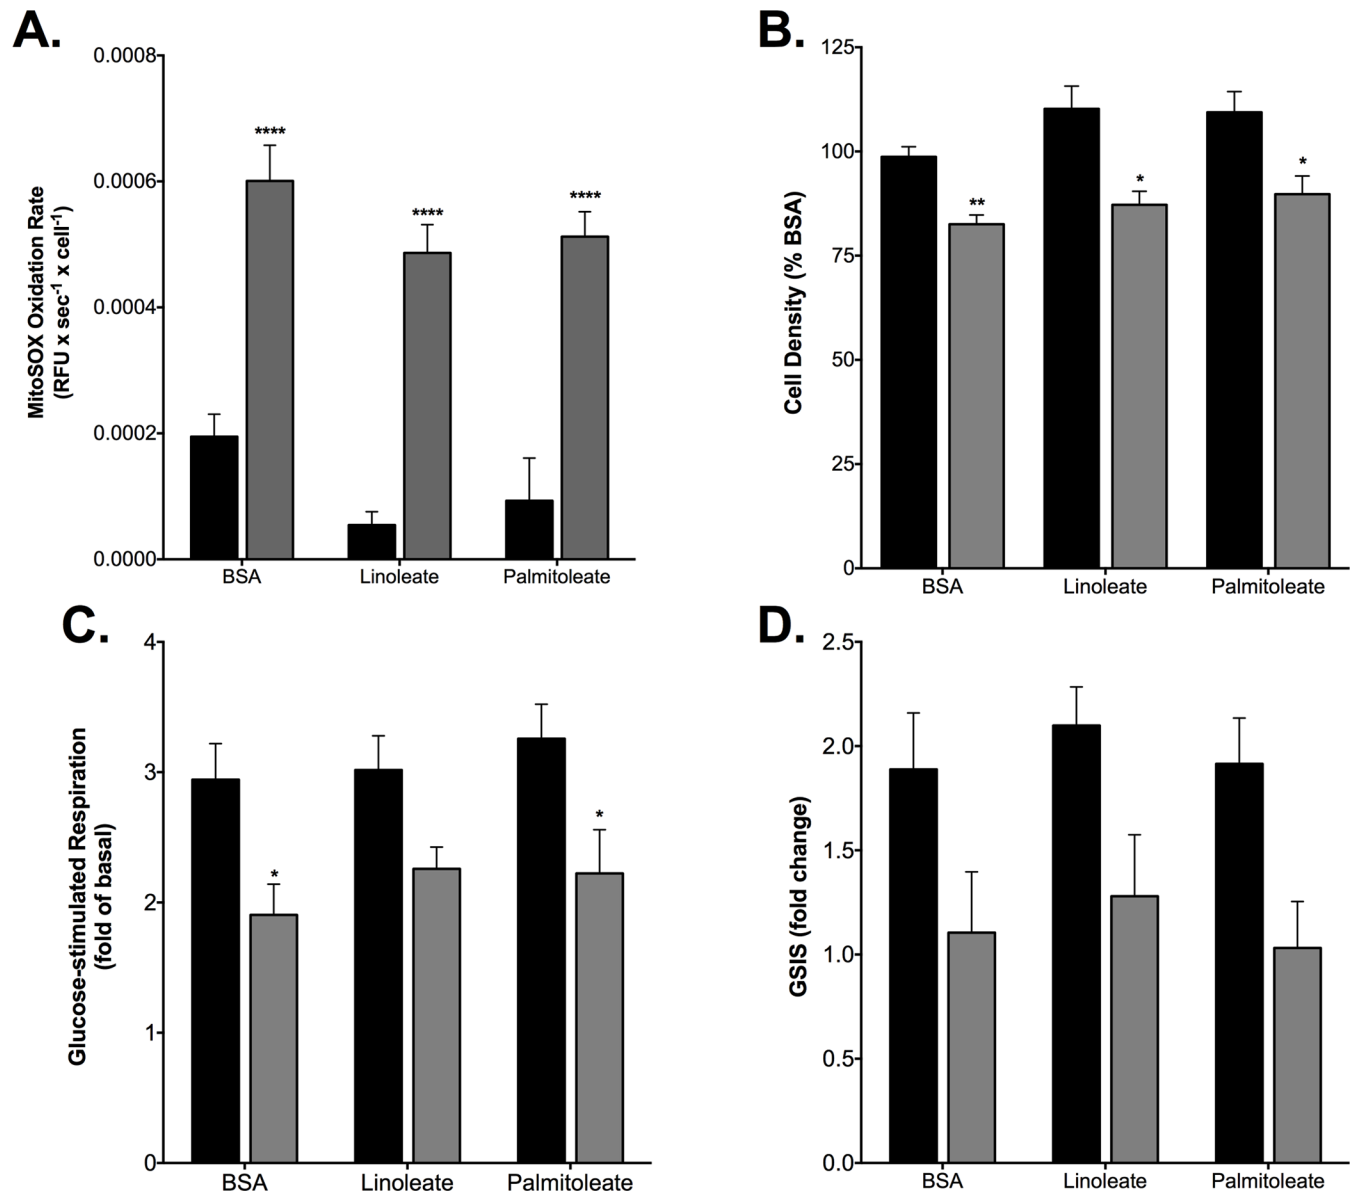 A.
MitoSOX Oxidation Rate
(RFU x sec-1 x cell-1)
0.0008
0.0006
0.0004
0.0002
0.0000
****
****
****
BSA Linoleate Palmitoleate
B.
Cell Density (% BSA)
125
100
75
50
25
0
**
*
*
BSA Linoleate Palmitoleate
C.
Glucose-stimulated Respiration
(fold of basal)
4
3
2
1
0
*
*
BSA Linoleate Palmitoleate
D.
GSIS (fold change)
2.5
2.0
1.5
1.0
0.5
0.0
BSA Linoleate Palmitoleate